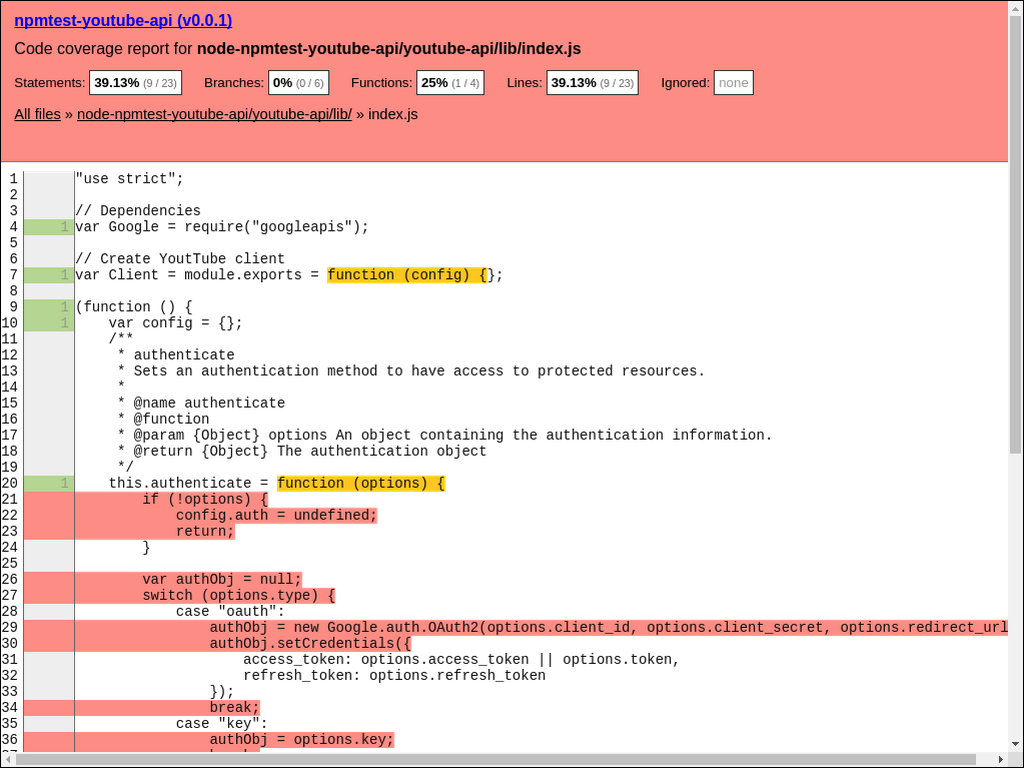 npmtest-youtube-api (v0.0.1)
Code coverage report for node-npmtest-youtube-api/youtube-api/lib/index.js
Statements: 39.13% (9 / 23) Branches: 0% (0 / 6) Functions: 25% (1 / 4) Lines: 39.13% (9 / 23) Ignored: none
All files » node-npmtest-youtube-api/youtube-api/lib/ » index.js
1 "use strict";
2
3 // Dependencies
4 1 var Google = require("googleapis");
5
6 // Create YoutTube client
7 1 var Client = module.exports = function (config) {};
8
9 1 (function () {
10 1 var config = {};
11 /**
12 * authenticate
13 * Sets an authentication method to have access to protected resources.
14 *
15 * @name authenticate
16 * @function
17 * @param {Object} options An object containing the authentication information.
18 * @return {Object} The authentication object
19 */
20 1 this.authenticate = function (options) {
21 if (!options) {
22 config.auth = undefined;
23 return;
24 }
25
26 var authObj = null;
27 switch (options.type) {
28 case "oauth":
29 authObj = new Google.auth.OAuth2(options.client_id, options.client_secret, options.redirect_url
30 authObj.setCredentials({
31 access_token: options.access_token || options.token,
32 refresh_token: options.refresh_token
33 });
34 break;
35 case "key":
36 authObj = options.key;